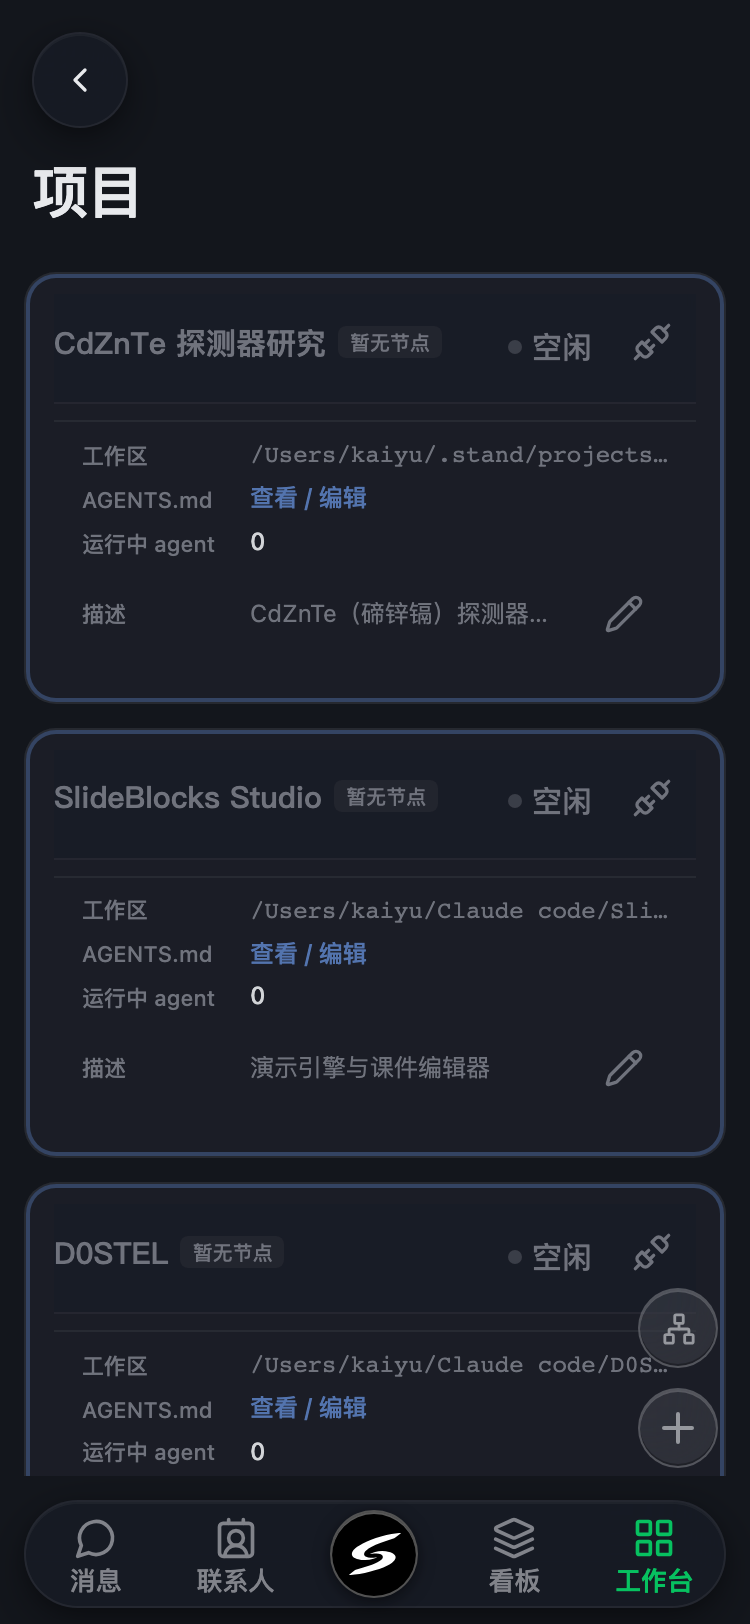 项目
CdZnTe 探测器研究 暂无节点 空闲
工作区 /Users/kaiyu/.stand/projects…
AGENTS.md 查看 / 编辑
运行中 agent 0
描述 CdZnTe（碲锌镉）探测器...
SlideBlocks Studio 暂无节点 空闲
工作区 /Users/kaiyu/Claude code/Sli…
AGENTS.md 查看 / 编辑
运行中 agent 0
描述 演示引擎与课件编辑器
D0STEL 暂无节点 空闲
工作区 /Users/kaiyu/Claude code/D0S…
AGENTS.md 查看 / 编辑
运行中 agent 0
消息 联系人 看板 工作台